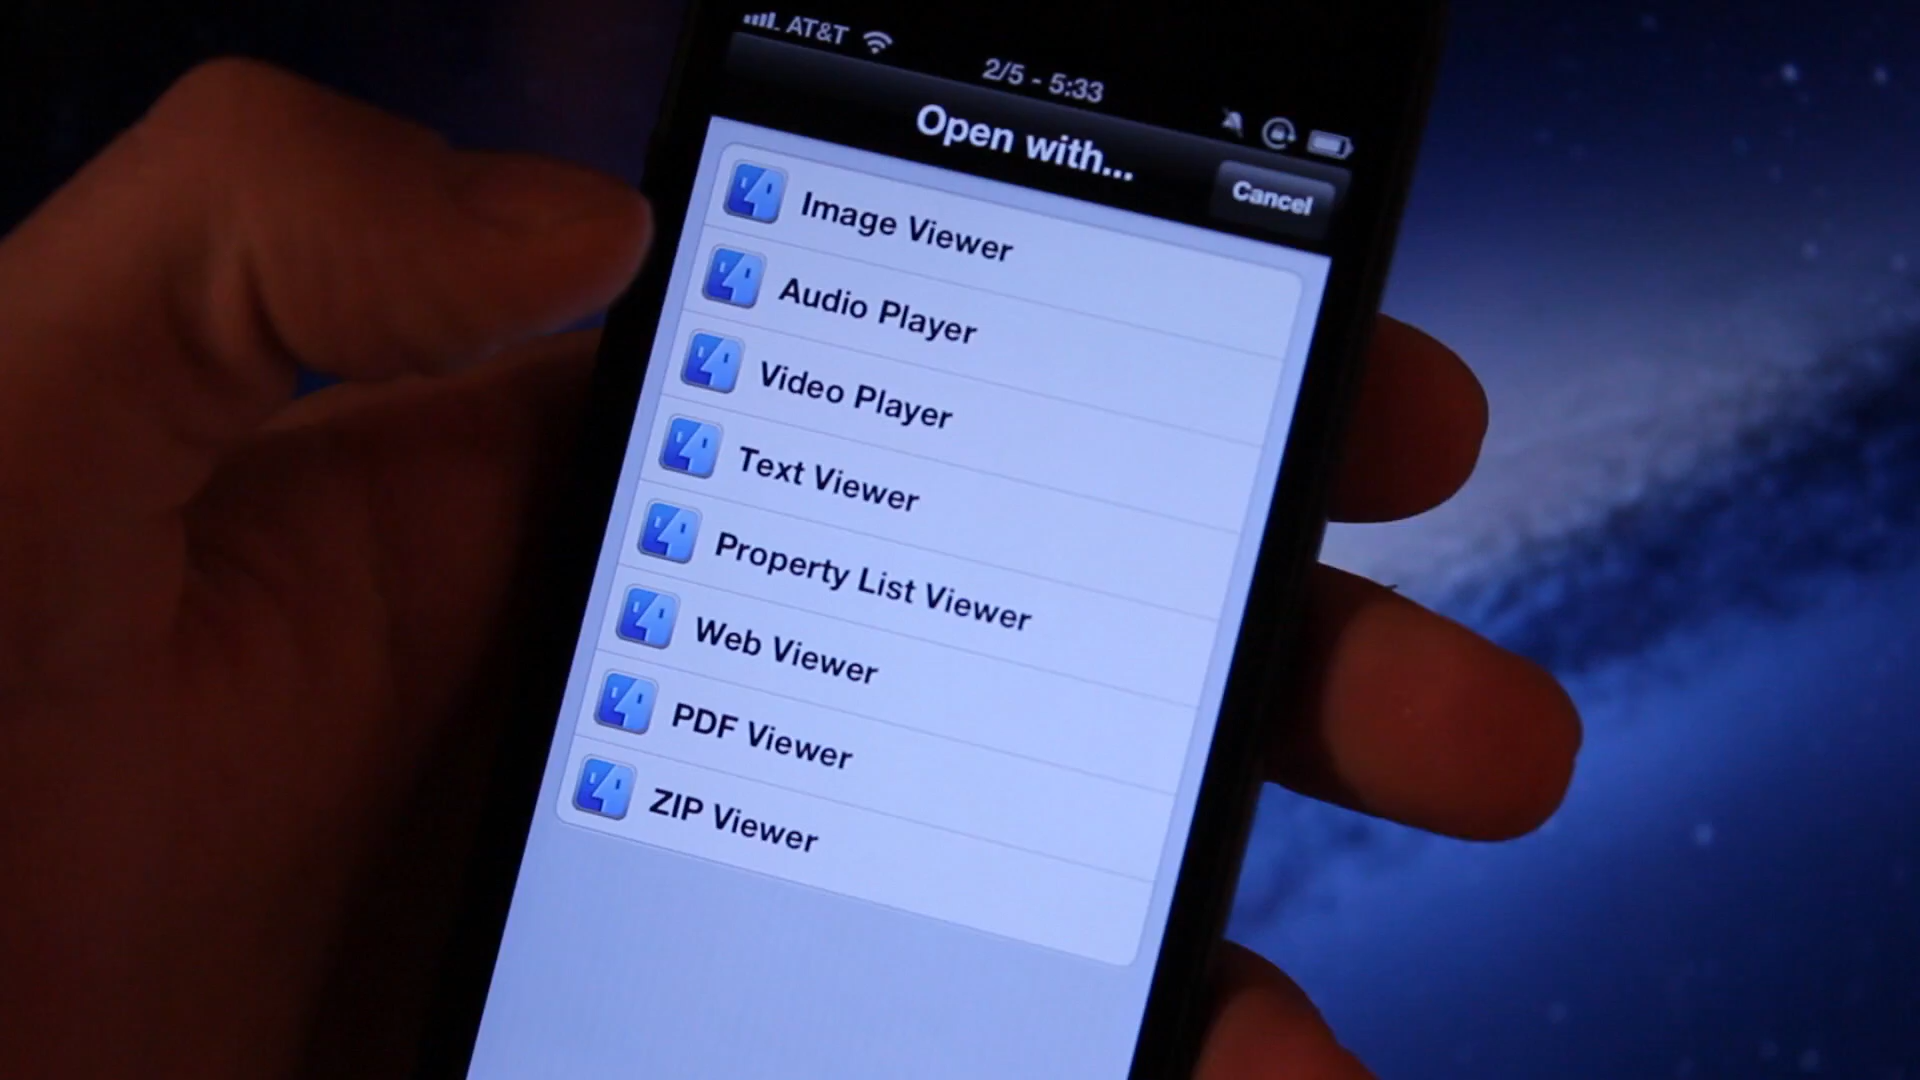 AT&T
2/5 - 5:33
Open with...
Cancel
Image Viewer
Audio Player
Video Player
Text Viewer
Property List Viewer
Web Viewer
PDF Viewer
ZIP Viewer